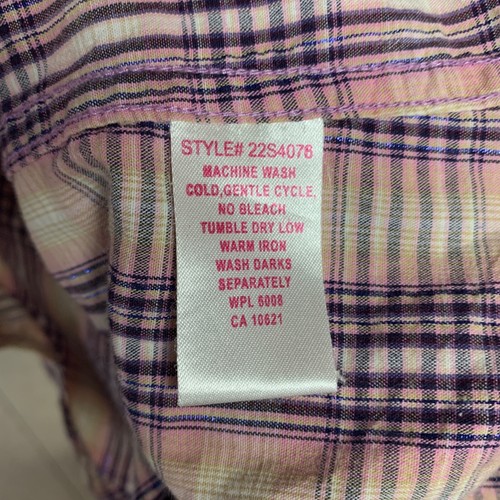 STYLE# 22S4076
MACHINE WASH
COLD,GENTLE CYCLE,
NO BLEACH
TUMBLE DRY LOW
WARM IRON
WASH DARKS
SEPARATELY
WPL 6008
CA 10621